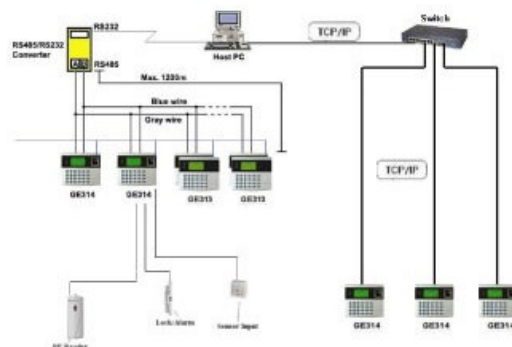 RS232
Switch
TCP/IP
RS485/RS232
Converter
Host PC
RS485
Max. 1200/m
Blue wire
Gray wire
TCP/IP
GE314
GE314
GE313
GE313
Lock/Alarm
Sensor Input
Reader
GE314
GE314
GE314